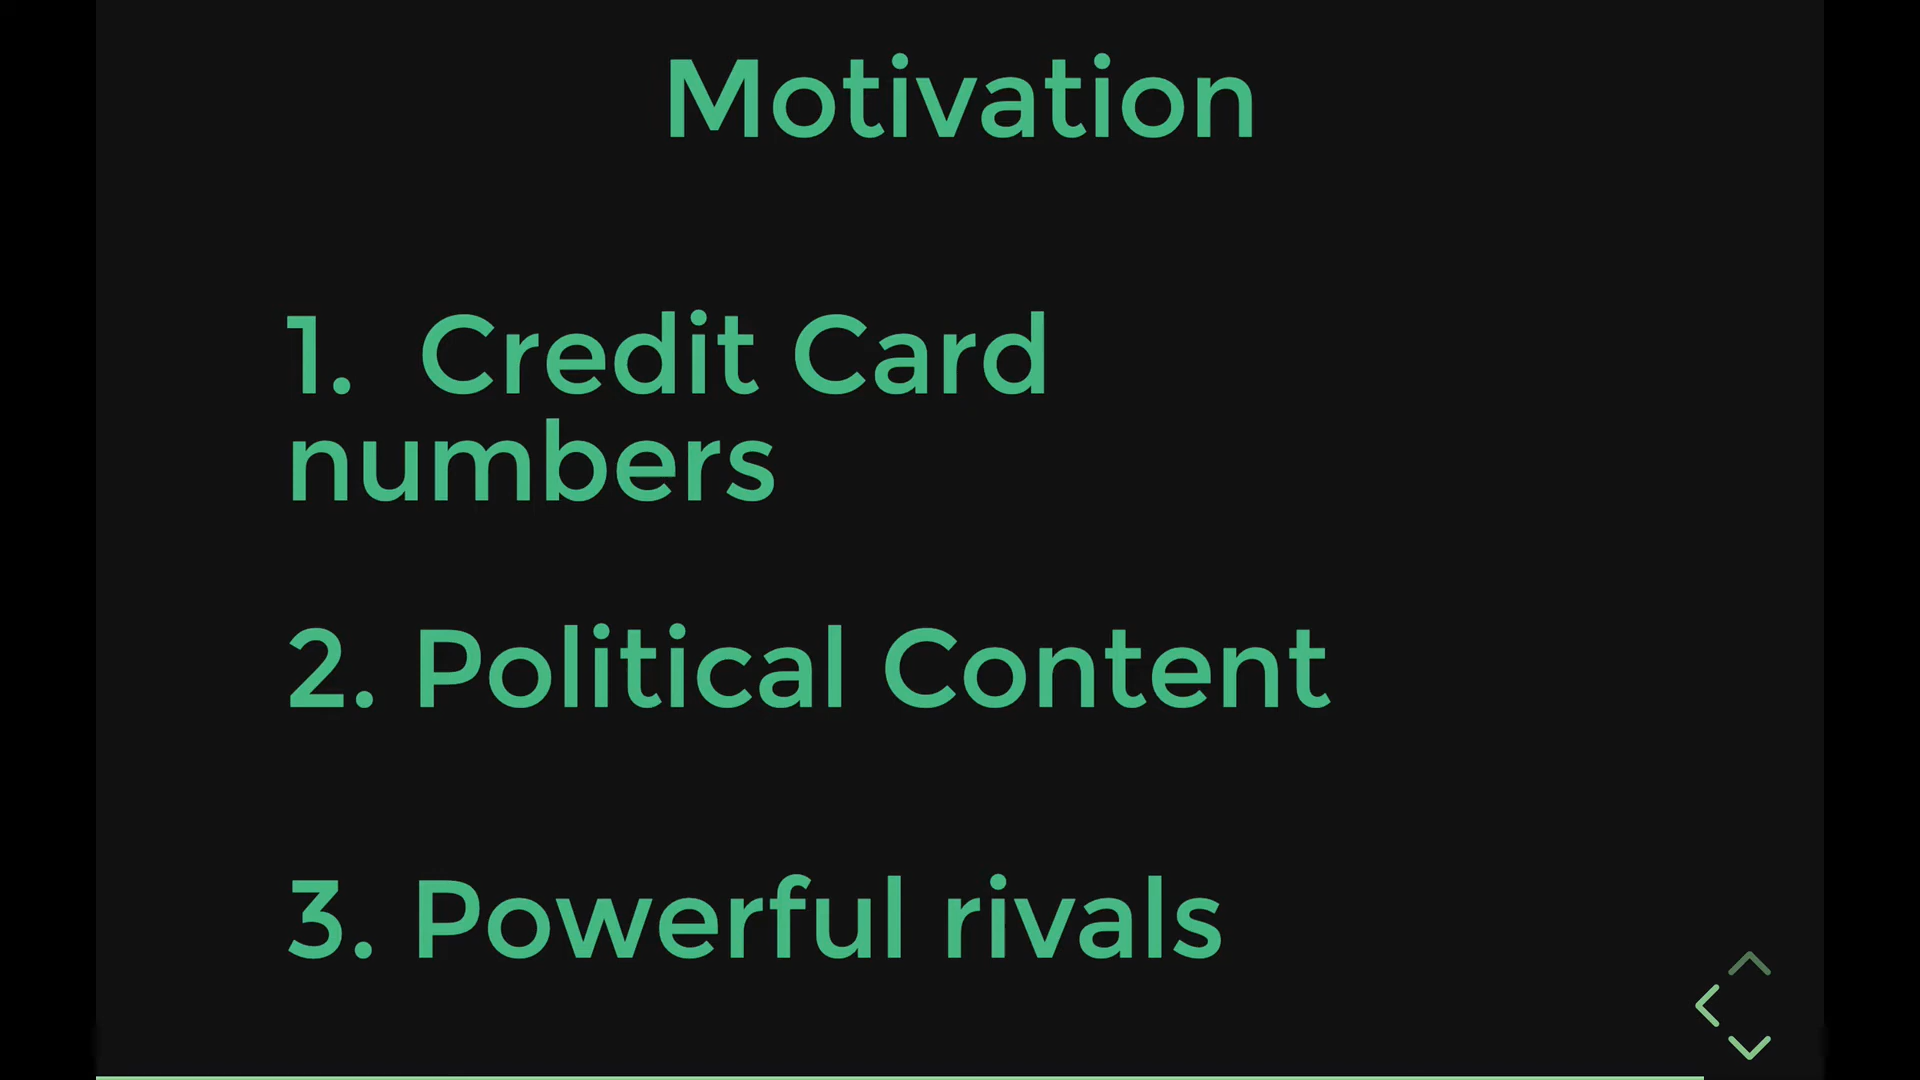 Motivation
1. Credit Card
numbers
2. Political Content
3. Powerful rivals